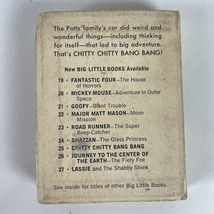 The Potts family's car did weird and
wonderful things—including thinking
for itself—that led to big adventure.
That's CHITTY CHITTY BANG BANG!
New BIG LITTLE BOOKS Available
19 - FANTASTIC FOUR—The House
of Horrors
20 - MICKEY MOUSE—Adventure in Outer
Space
21 - GOOFY—Giant Trouble
22 - MAJOR MATT MASON—Moon
Mission
23 - ROAD RUNNER—The Super
Beep-Catcher
24 - SHAZZAN—The Glass Princess
25 - CHITTY CHITTY BANG BANG
26 - JOURNEY TO THE CENTER OF
THE EARTH—The Fiery Foe
27 - LASSIE and The Shabby Sheik
See inside for titles of other Big Little Books.